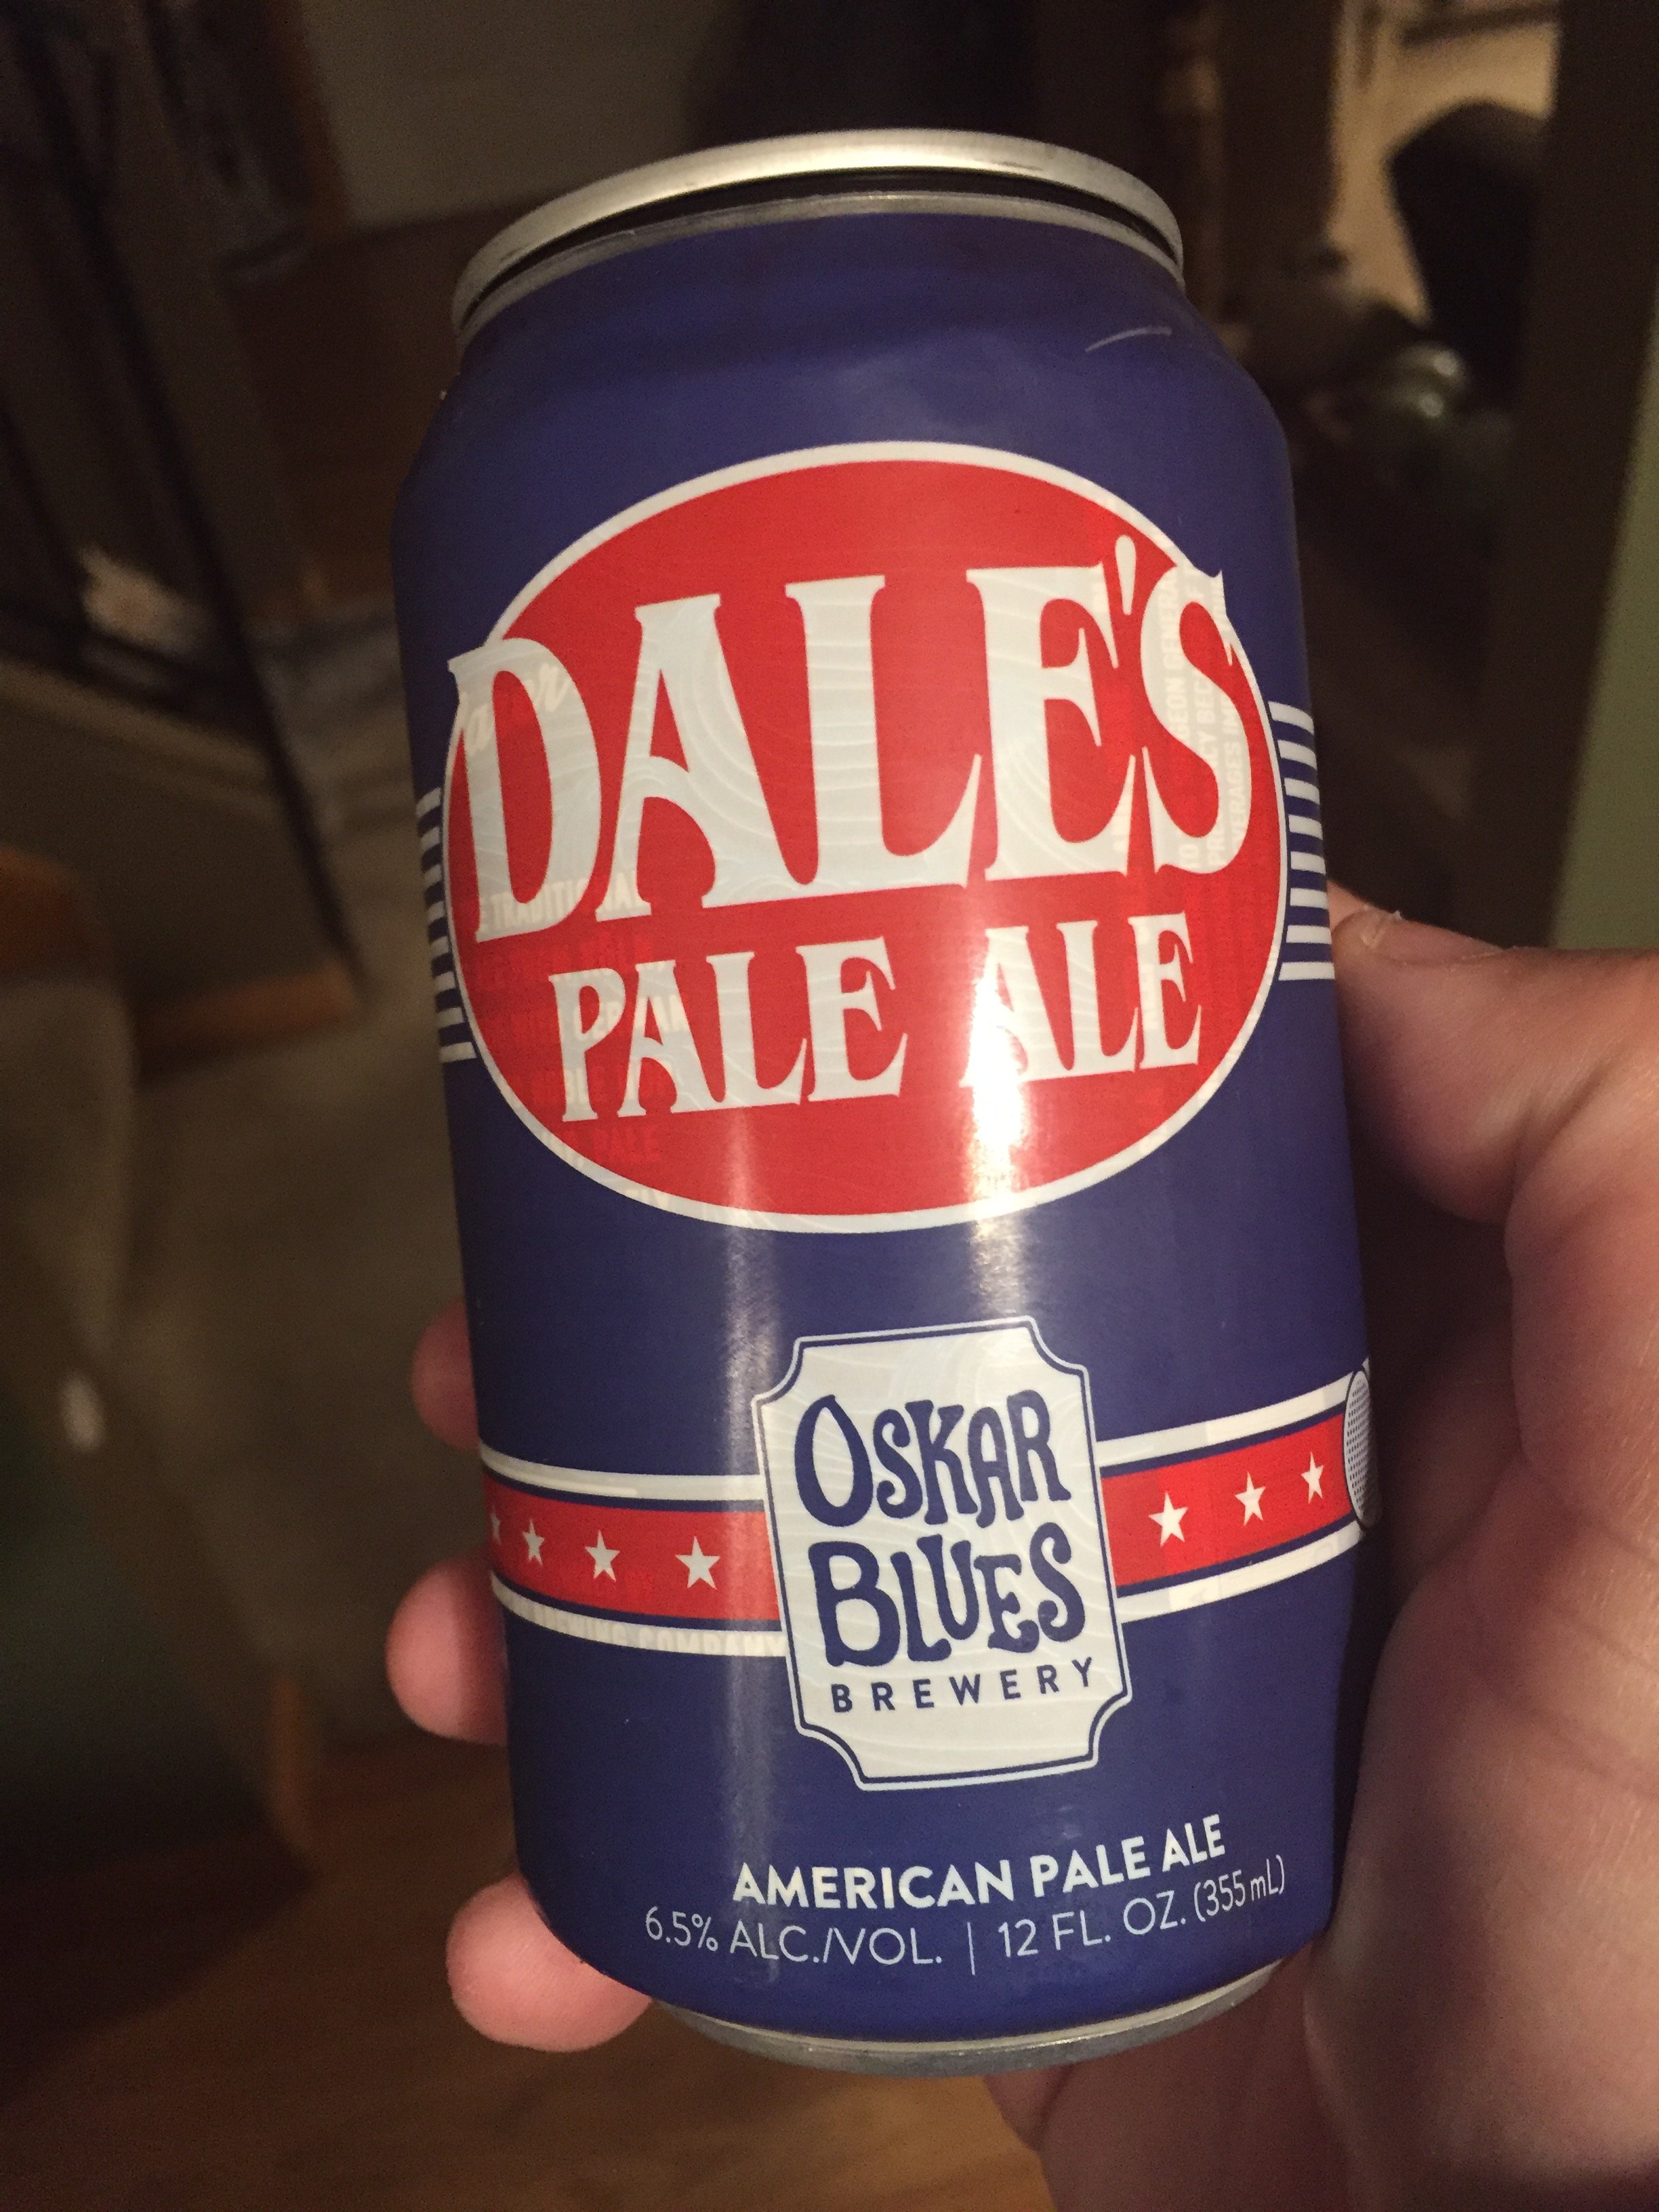 DALE'S
PALE ALE
OSKAR
BLUES
BREWERY
AMERICAN PALE ALE
6.5% ALC./VOL. | 12 FL. OZ. (355 mL)